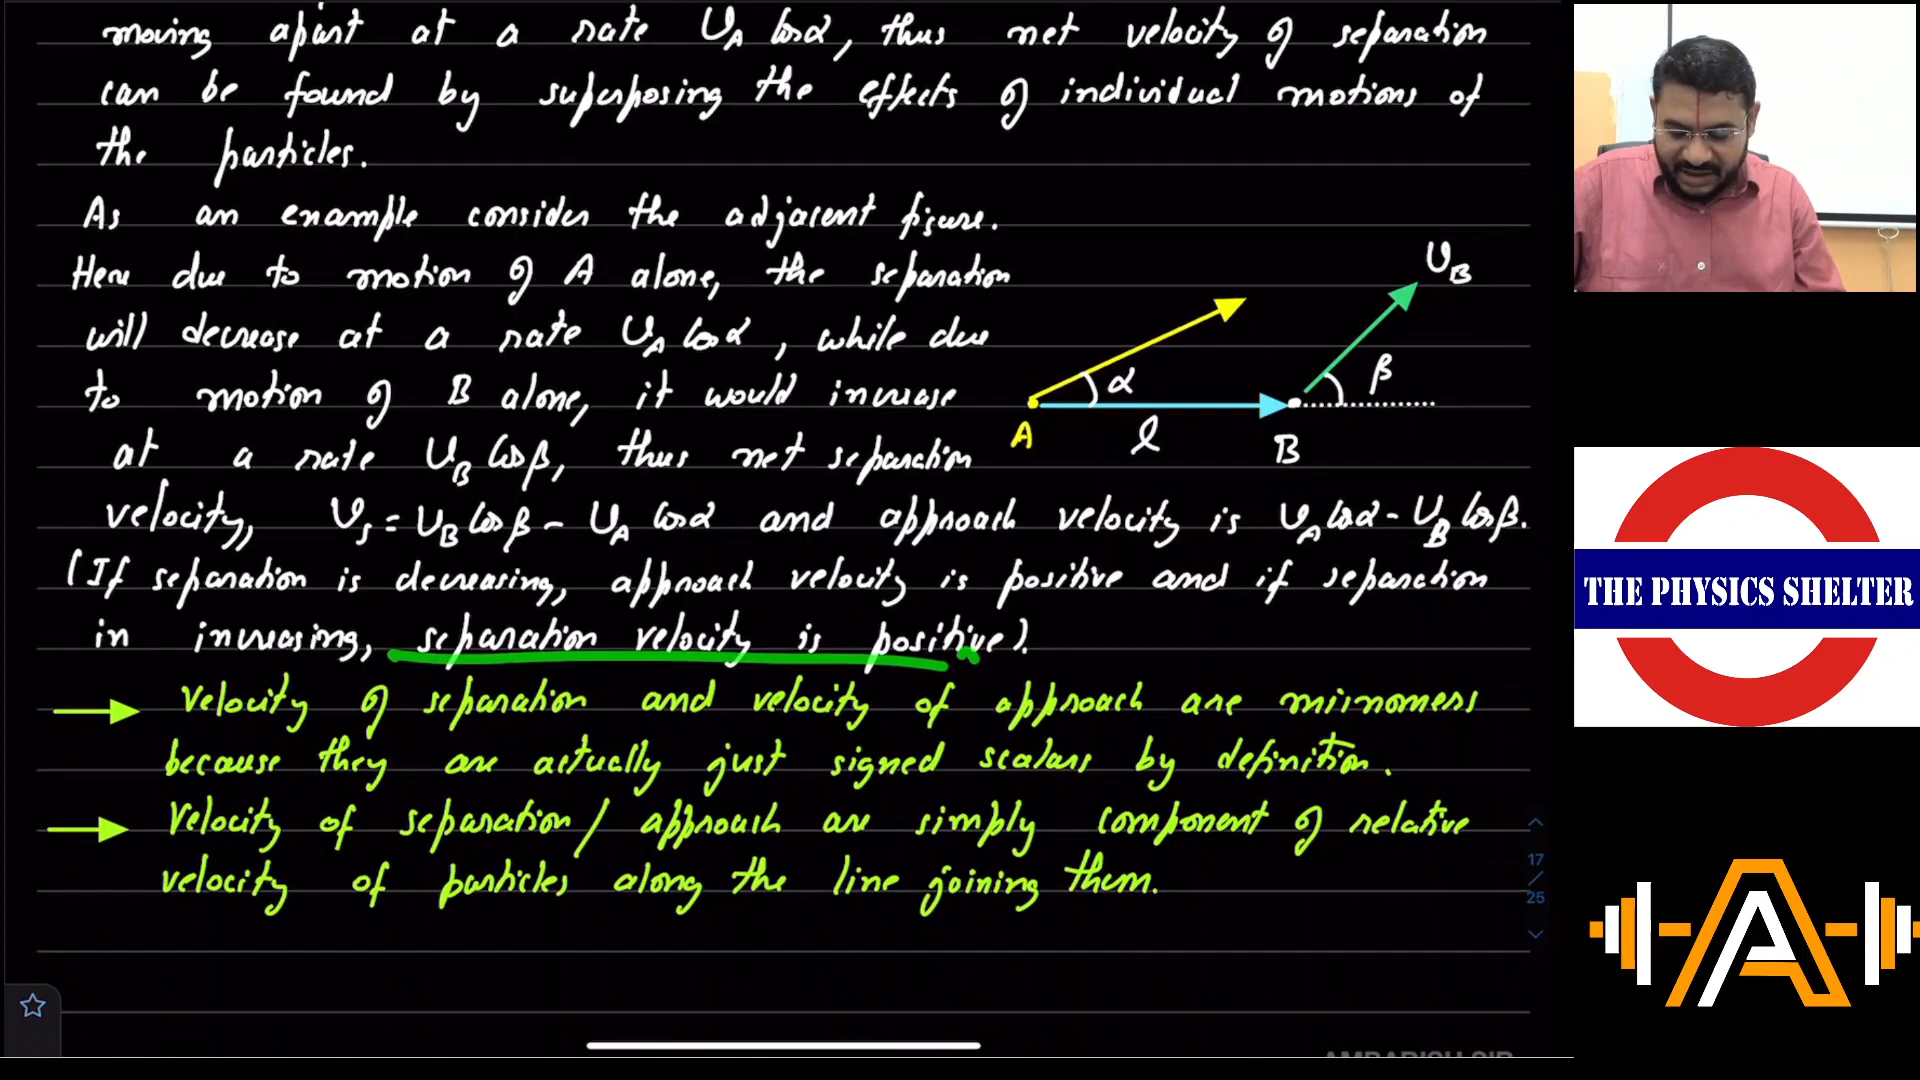 moving apart at a rate U_A cosα, thus net velocity of separation
can be found by superposing the effects of individual motions of
the particles.
As an example consider the adjacent figure.
Here due to motion of A alone, the separation
will decrease at a rate U_A cosα, while due
to motion of B alone, it would increase
at a rate U_B cosβ, thus net separation
velocity, U_s = U_B cosβ - U_A cosα and approach velocity is U_A cosα - U_B cosβ.
(If separation is decreasing, approach velocity is positive and if separation
in increasing, separation velocity is positive).
→ Velocity of separation and velocity of approach are misnomers
because they are actually just signed scalars by definition.
→ Velocity of separation/ approach are simply component of relative
velocity of particles along the line joining them.
U_B
α
β
A
l
B
17
/
25
THE PHYSICS SHELTER
A